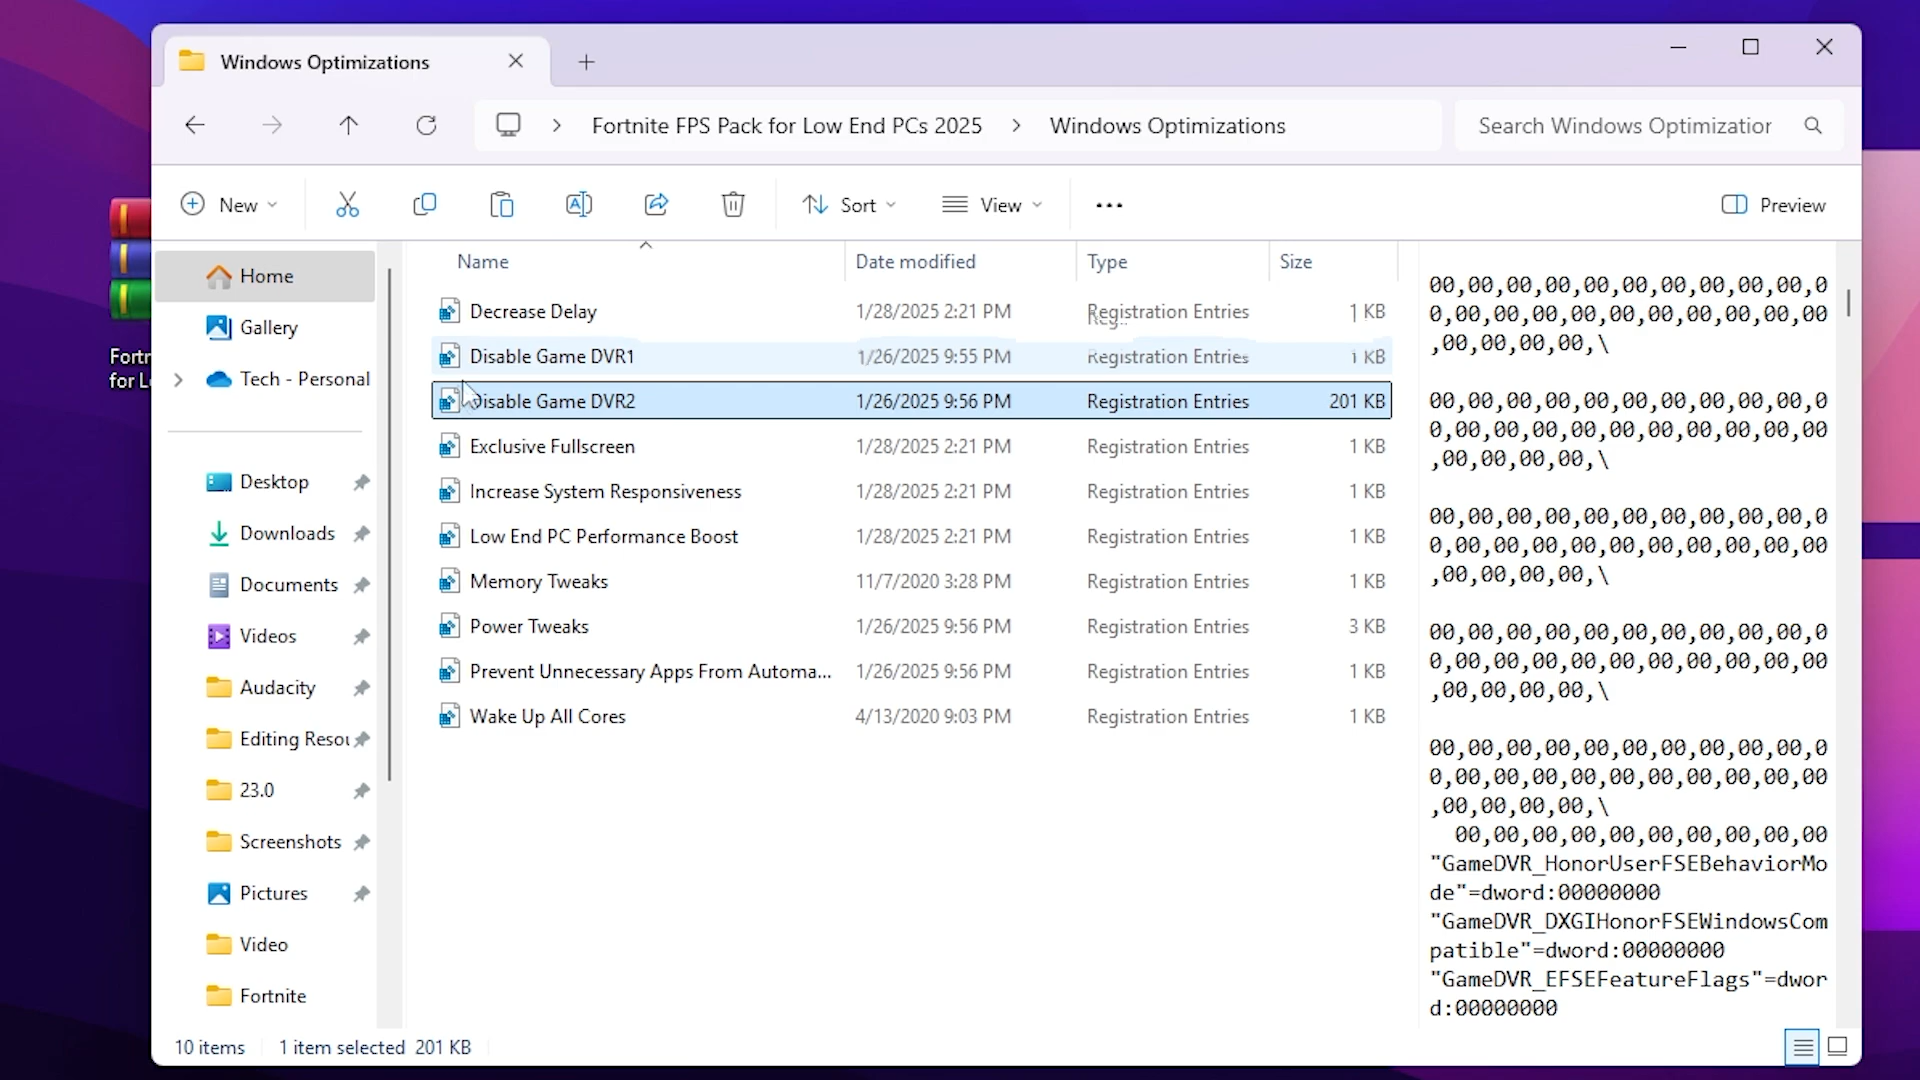 Windows Optimizations
Fortnite FPS Pack for Low End PCs 2025 > Windows Optimizations
Search Windows Optimization
New
Sort
View
Preview
Home
Gallery
Tech - Personal
Desktop
Downloads
Documents
Videos
Audacity
Editing Resou
23.0
Screenshots
Pictures
Video
Fortnite
Fortn
for L
Name Date modified Type Size
Decrease Delay 1/28/2025 2:21 PM Registration Entries 1 KB
Disable Game DVR1 1/26/2025 9:55 PM Registration Entries 1 KB
Disable Game DVR2 1/26/2025 9:56 PM Registration Entries 201 KB
Exclusive Fullscreen 1/28/2025 2:21 PM Registration Entries 1 KB
Increase System Responsiveness 1/28/2025 2:21 PM Registration Entries 1 KB
Low End PC Performance Boost 1/28/2025 2:21 PM Registration Entries 1 KB
Memory Tweaks 11/7/2020 3:28 PM Registration Entries 1 KB
Power Tweaks 1/26/2025 9:56 PM Registration Entries 3 KB
Prevent Unnecessary Apps From Automa... 1/26/2025 9:56 PM Registration Entries 1 KB
Wake Up All Cores 4/13/2020 9:03 PM Registration Entries 1 KB
00,00,00,00,00,00,00,00,00,00,0
0,00,00,00,00,00,00,00,00,00,00
,00,00,00,00,\
00,00,00,00,00,00,00,00,00,00,0
0,00,00,00,00,00,00,00,00,00,00
,00,00,00,00,\
00,00,00,00,00,00,00,00,00,00,0
0,00,00,00,00,00,00,00,00,00,00
,00,00,00,00,\
00,00,00,00,00,00,00,00,00,00,0
0,00,00,00,00,00,00,00,00,00,00
,00,00,00,00,\
00,00,00,00,00,00,00,00,00,00,0
0,00,00,00,00,00,00,00,00,00,00
,00,00,00,00,\
00,00,00,00,00,00,00,00,00,00
"GameDVR_HonorUserFSEBehaviorMo
de"=dword:00000000
"GameDVR_DXGIHonorFSEWindowsCom
patible"=dword:00000000
"GameDVR_EFSEFeatureFlags"=dwor
d:00000000
10 items 1 item selected 201 KB